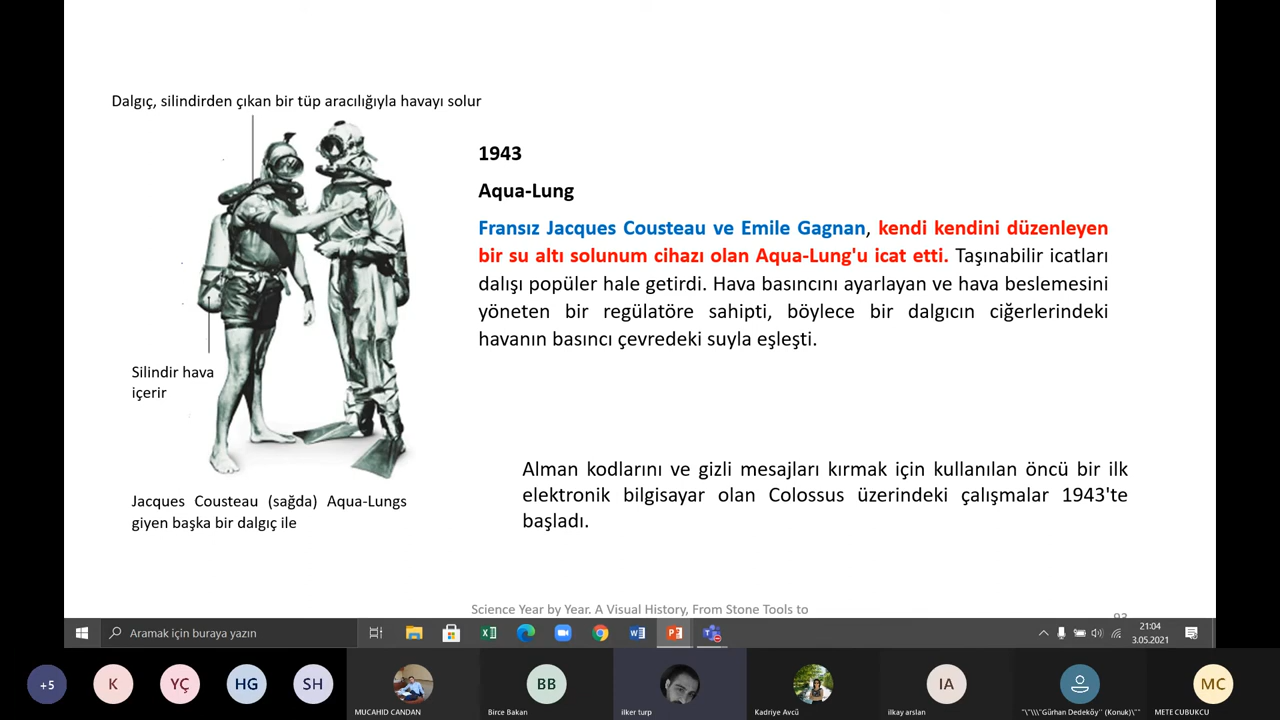 Dalgıç, silindirden çıkan bir tüp aracılığıyla havayı solur
1943
Aqua-Lung
Fransız Jacques Cousteau ve Emile Gagnan, kendi kendini düzenleyen
bir su altı solunum cihazı olan Aqua-Lung'u icat etti. Taşınabilir icatları
dalışı popüler hale getirdi. Hava basıncını ayarlayan ve hava beslemesini
yöneten bir regülatöre sahipti, böylece bir dalgıcın ciğerlerindeki
havanın basıncı çevredeki suyla eşleşti.
Silindir hava
içerir
Alman kodlarını ve gizli mesajları kırmak için kullanılan öncü bir ilk
elektronik bilgisayar olan Colossus üzerindeki çalışmalar 1943'te
başladı.
Jacques Cousteau (sağda) Aqua-Lungs
giyen başka bir dalgıç ile
Science Year by Year. A Visual History, From Stone Tools to
93
Aramak için buraya yazın
21:04
3.05.2021
+5
K
YÇ
HG
SH
MUCAHID CANDAN
BB
Birce Bakan
ilker turp
Kadriye Avcü
IA
ilkay arslan
"\"\\\"Gürhan Dedeköy" (Konuk)\""
MC
METE CUBUKCU